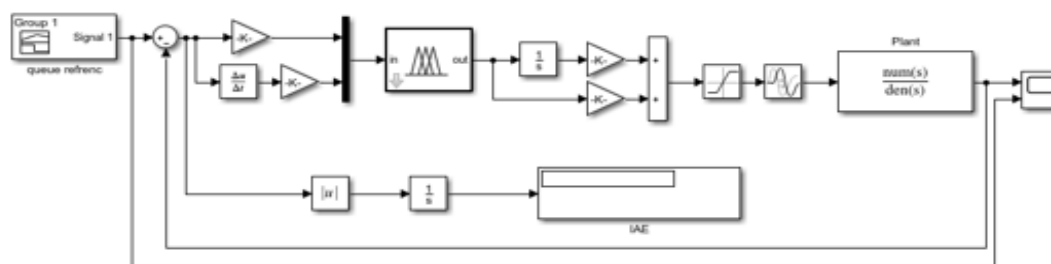 Group 1
Signal 1
queue refrenc
+
-
-K-
Δu
Δt
-K-
in
out
1
s
-K-
-K-
+
+
Plant
num(s)
den(s)
|u|
1
s
IAE